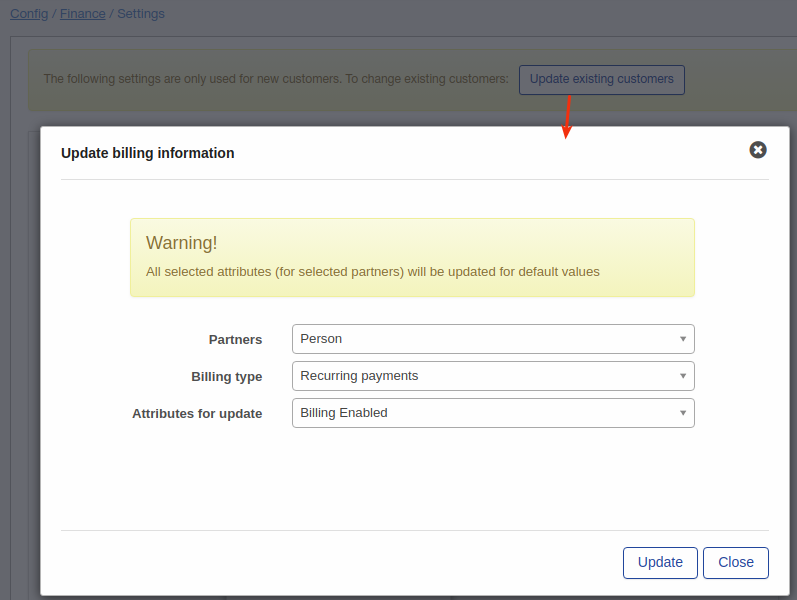 Config / Finance / Settings
The following settings are only used for new customers. To change existing customers: Update existing customers
Update billing information
Warning!
All selected attributes (for selected partners) will be updated for default values
Partners Person
Billing type Recurring payments
Attributes for update Billing Enabled
Update Close